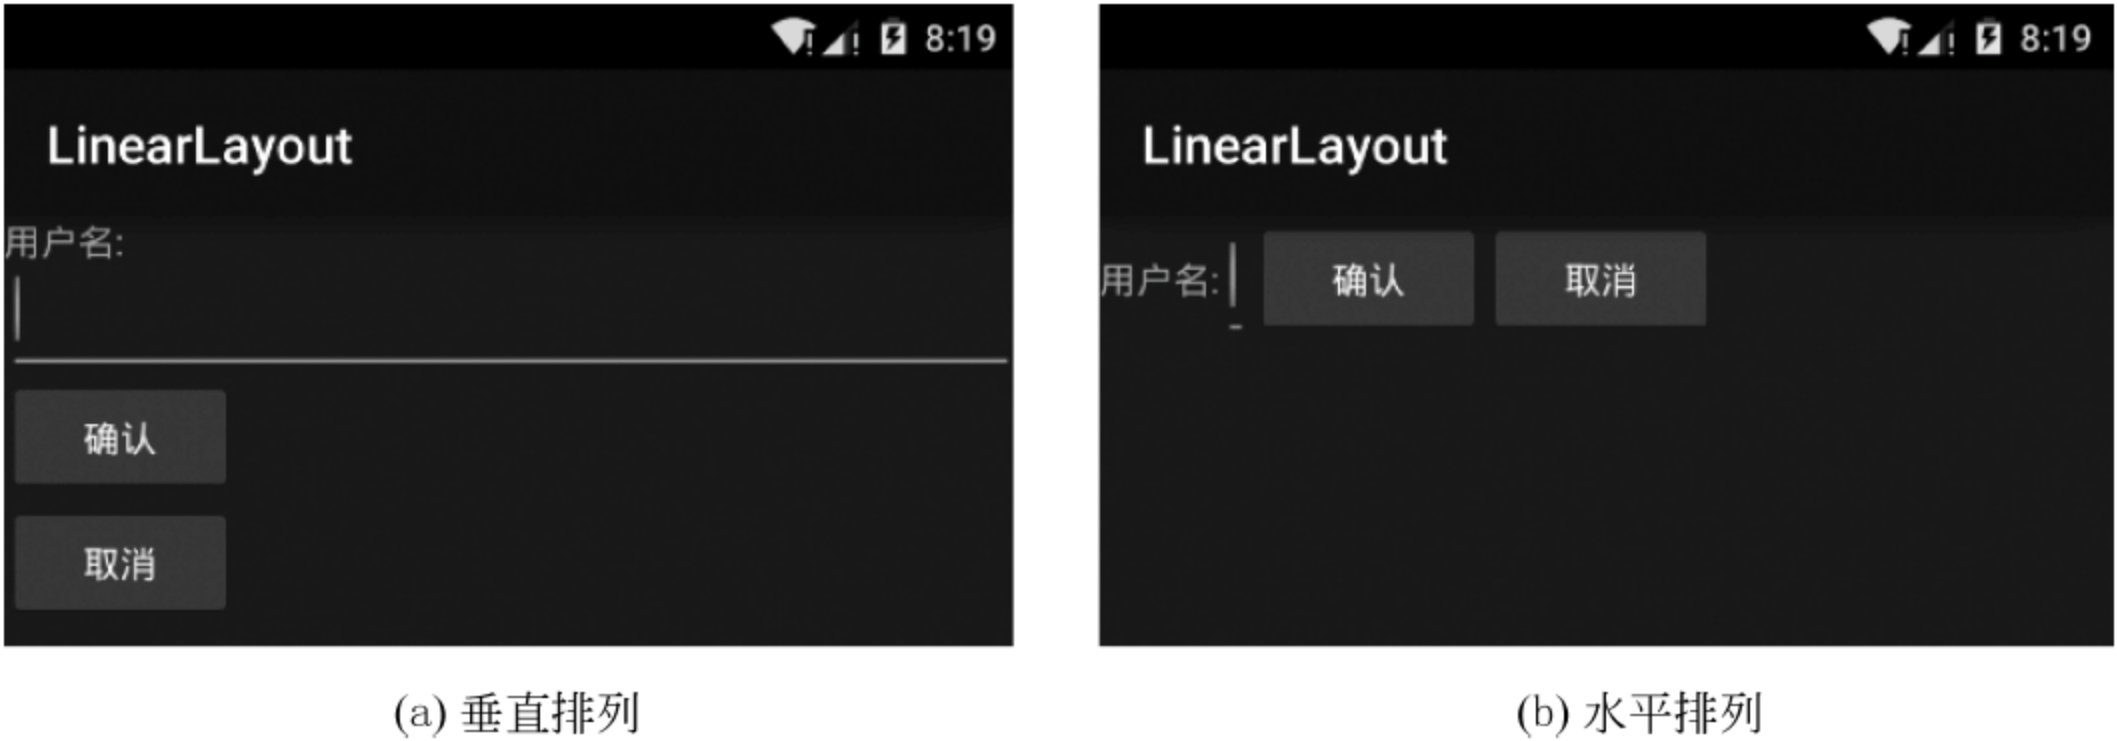 8:19
LinearLayout
用户名:
确认
取消
(a) 垂直排列
8:19
LinearLayout
用户名: 确认 取消
(b) 水平排列